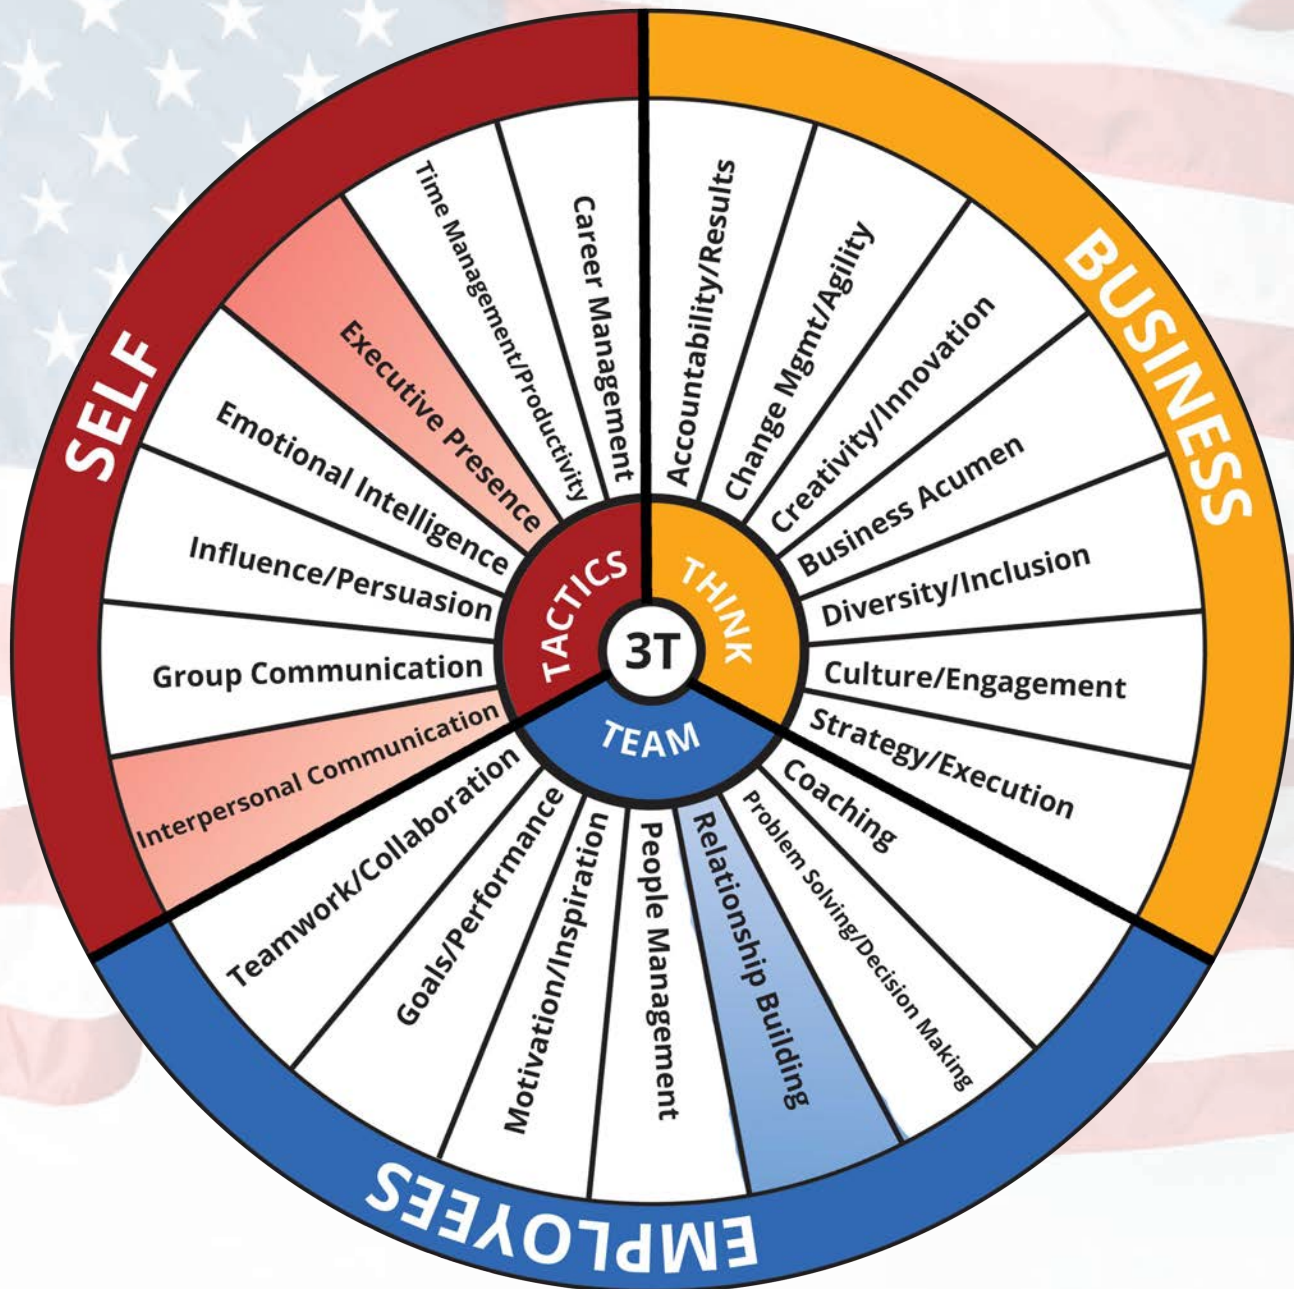 SELF
BUSINESS
EMPLOYEES
TACTICS
THINK
TEAM
3T
Career Management
Time Management/Productivity
Executive Presence
Emotional Intelligence
Influence/Persuasion
Group Communication
Interpersonal Communication
Accountability/Results
Change Mgmt/Agility
Creativity/Innovation
Business Acumen
Diversity/Inclusion
Culture/Engagement
Strategy/Execution
Coaching
Problem Solving/Decision Making
Relationship Building
People Management
Motivation/Inspiration
Goals/Performance
Teamwork/Collaboration